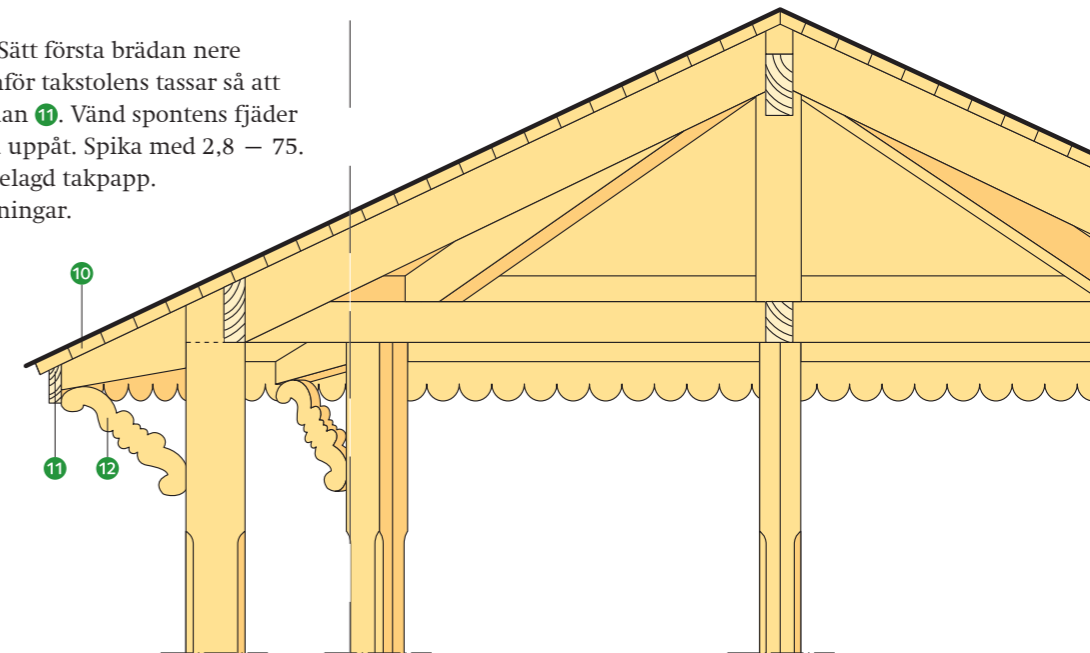 Sätt första brädan nere
för takstolens tassar så att
an 11. Vänd spontens fjäder
uppåt. Spika med 2,8 – 75.
elagd takpapp.
ningar.
10
11
12